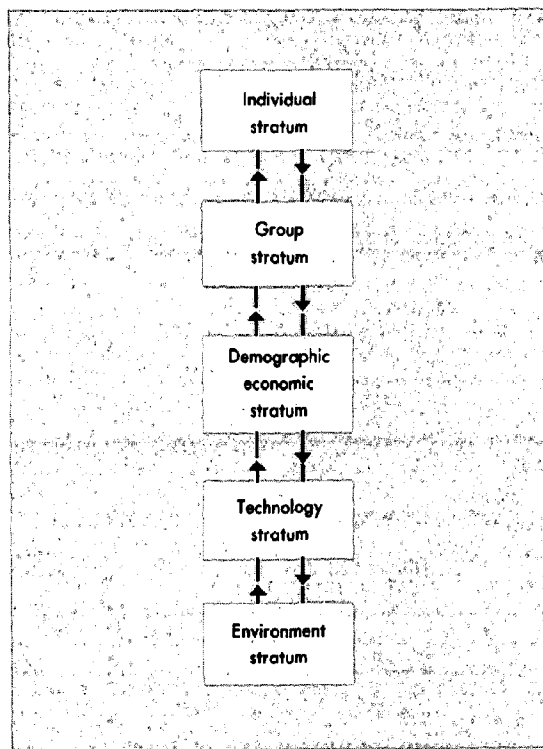 Individual
stratum
Group
stratum
Demographic
economic
stratum
Technology
stratum
Environment
stratum